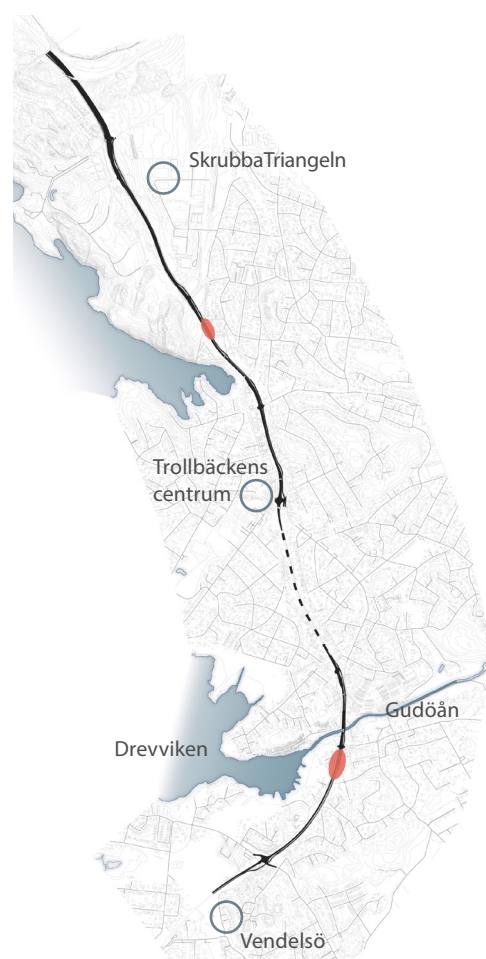 SkrubbaTriangeln
Trollbäckens
centrum
Gudöån
Drevviken
Vendelsö